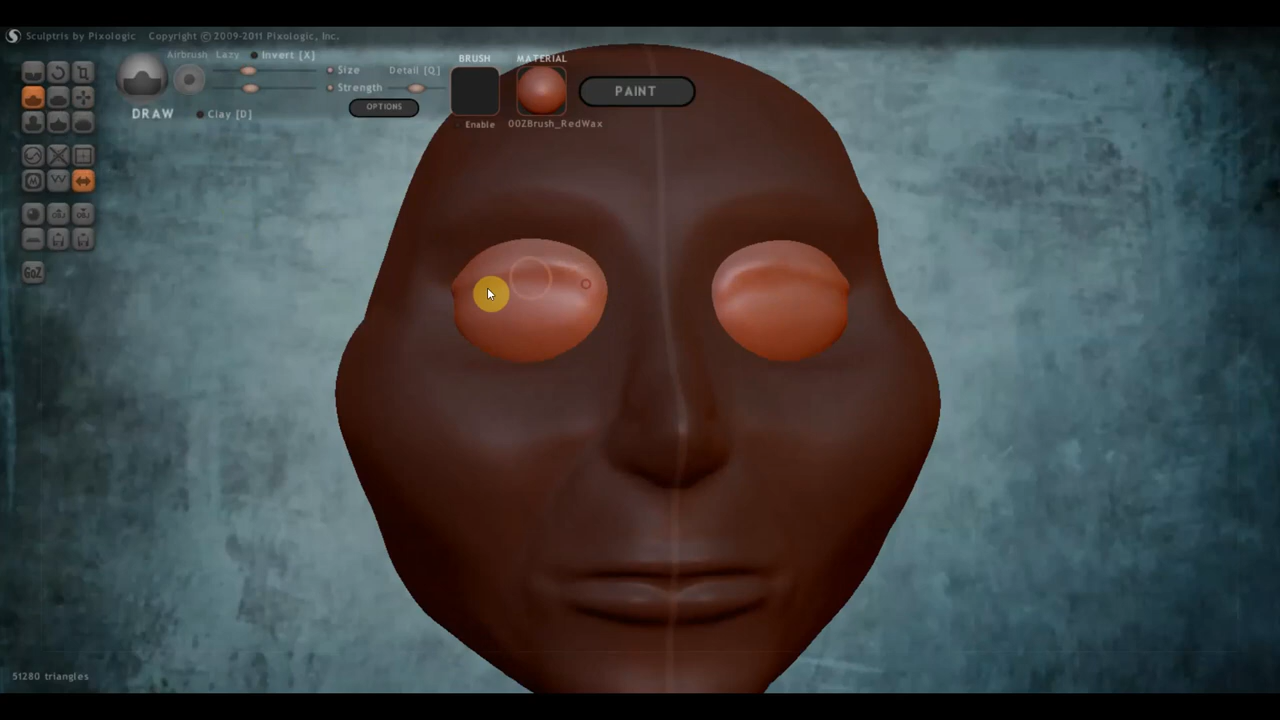 Sculptris by Pixologic Copyright © 2009-2011 Pixologic, Inc.
Airbrush Lazy Invert [X]
BRUSH MATERIAL
Size Detail [Q]
Strength
PAINT
OPTIONS
DRAW Clay [D]
Enable 00ZBrush_RedWax
GoZ
51280 triangles